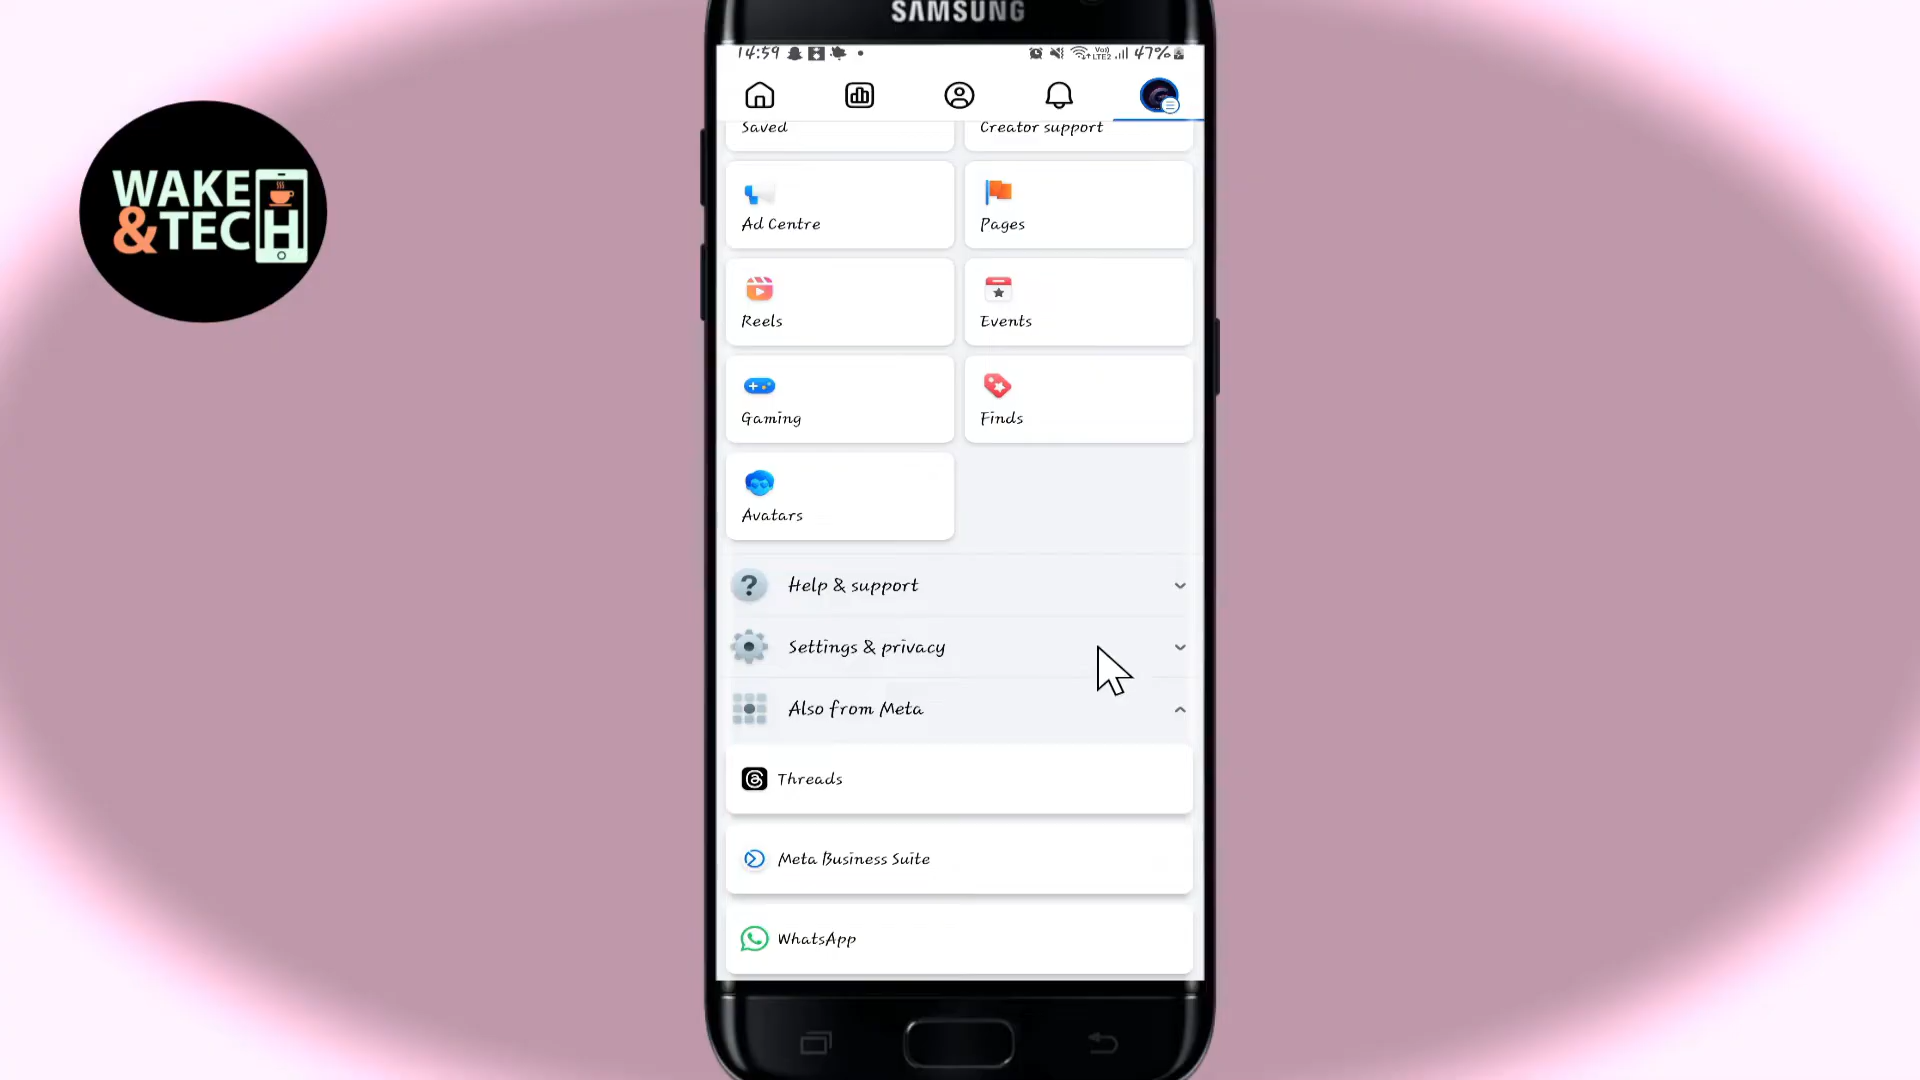 SAMSUNG
14:59
47%
Saved
Creator support
WAKE
&TECH
Ad Centre
Pages
Reels
Events
Gaming
Finds
Avatars
Help & support
Settings & privacy
Also from Meta
Threads
Meta Business Suite
WhatsApp